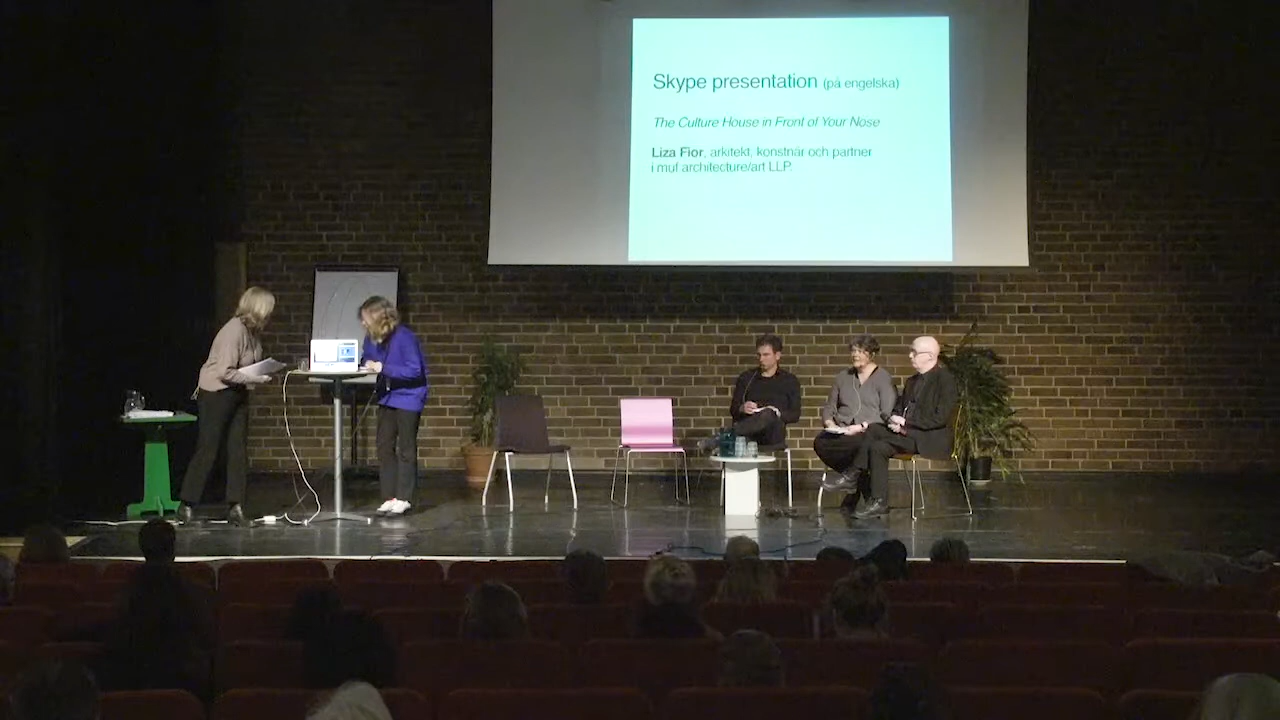 Skype presentation (på engelska)
The Culture House in Front of Your Nose
Liza Fior, arkitekt, konstnär och partner
i muf architecture/art LLP.